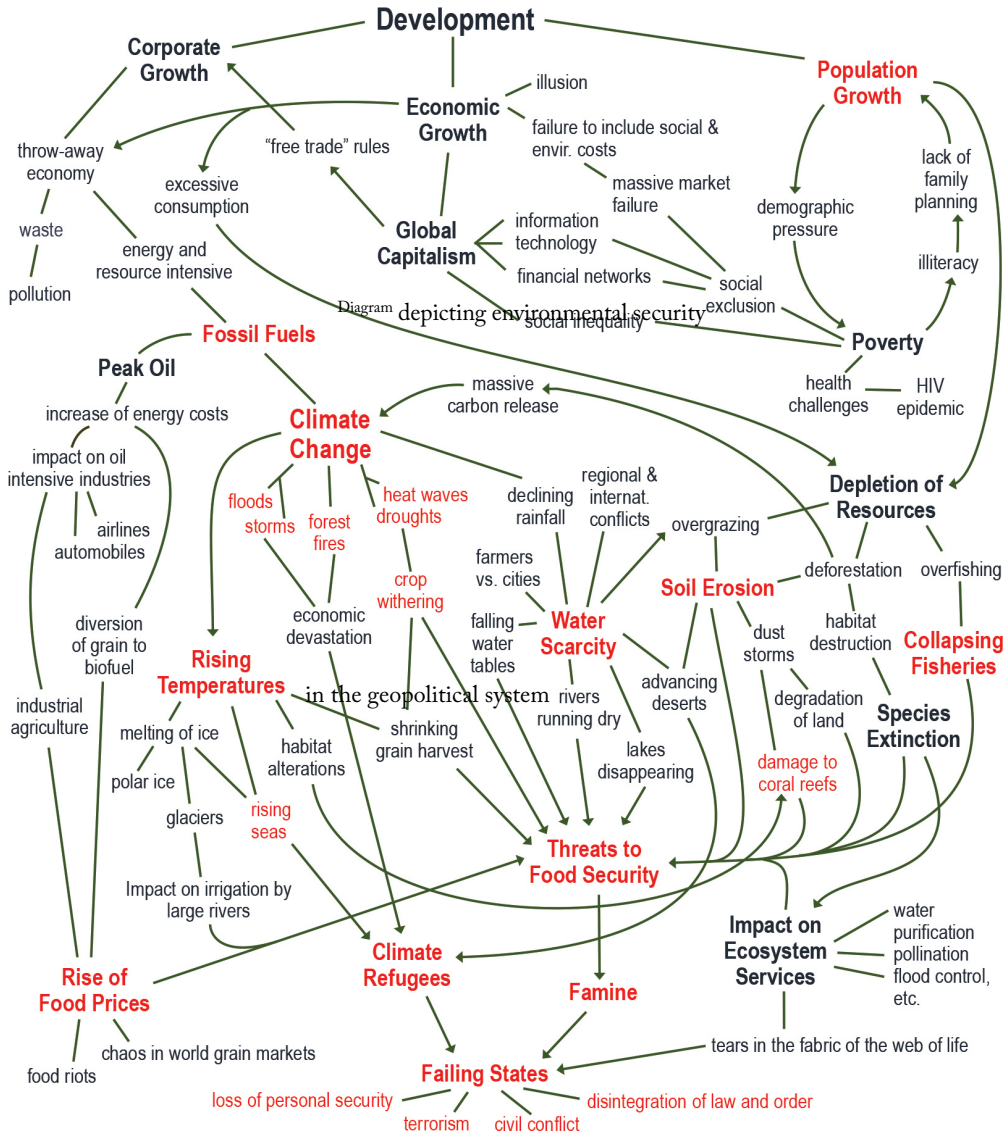 Development
Corporate
Growth
Population
Growth
illusion
Economic
Growth
failure to include social &
envir. costs
"free trade" rules
throw-away
economy
excessive
consumption
massive market
failure
lack of
family
planning
demographic
pressure
waste
Global
Capitalism
information
technology
energy and
resource intensive
financial networks
illiteracy
social
exclusion
pollution
Diagram depicting environmental security
social inequality
Fossil Fuels
Poverty
Peak Oil
health
challenges
HIV
epidemic
massive
carbon release
increase of energy costs
Climate
Change
impact on oil
intensive industries
floods
storms
forest
fires
heat waves
droughts
declining
rainfall
regional &
internat.
conflicts
Depletion of
Resources
overgrazing
airlines
automobiles
farmers
vs. cities
crop
withering
Soil Erosion
deforestation
overfishing
economic
devastation
falling
water
tables
Water
Scarcity
diversion
of grain to
biofuel
dust
storms
habitat
destruction
Collapsing
Fisheries
Rising
Temperatures
in the geopolitical system
rivers
running dry
advancing
deserts
degradation
of land
industrial
agriculture
Species
Extinction
shrinking
grain harvest
melting of ice
habitat
alterations
lakes
disappearing
damage to
coral reefs
polar ice
glaciers
rising
seas
Threats to
Food Security
Impact on irrigation by
large rivers
Impact on
Ecosystem
Services
water
purification
pollination
flood control,
etc.
Climate
Refugees
Rise of
Food Prices
Famine
chaos in world grain markets
food riots
tears in the fabric of the web of life
Failing States
loss of personal security
terrorism
civil conflict
disintegration of law and order